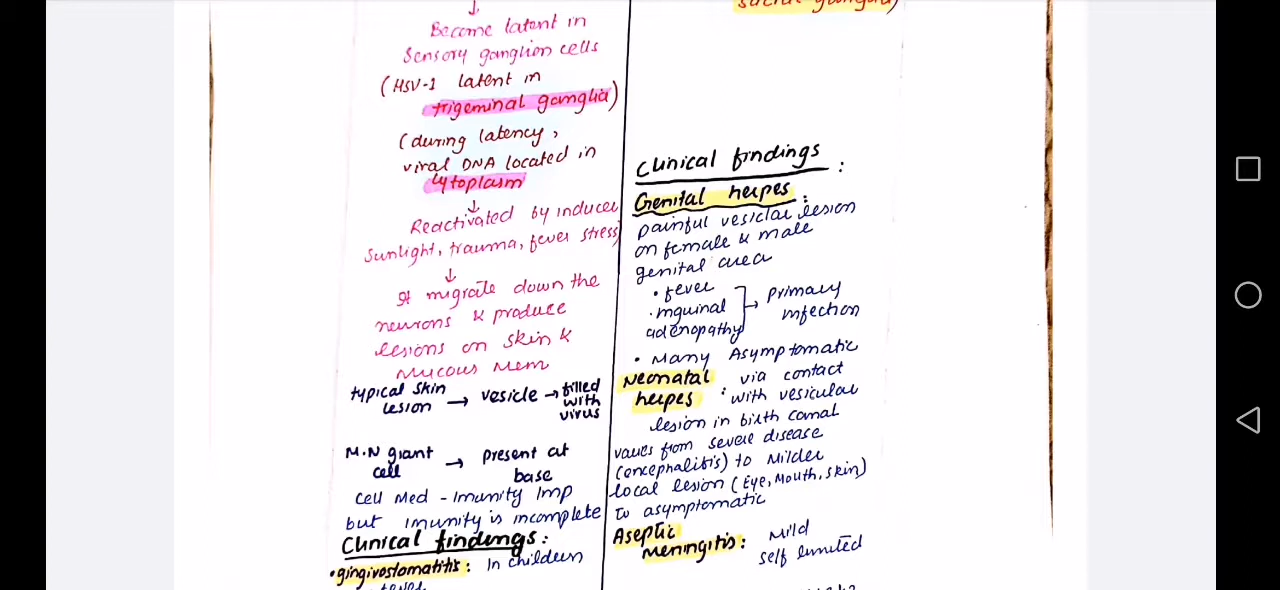 Become latent in
sensory ganglion cells
(HSV-1 latent in
trigeminal ganglia)
(during latency,
viral DNA located in
cytoplasm
Reactivated by inducer
sunlight, trauma, fever stress)
It migrate down the
neurons & produce
lesions on skin &
Mucous Mem
typical skin lesion → vesicle → filled with virus
M.N giant cell → present at base
Cell Med - Imunity Imp
but Imunity is incomplete
Clinical findings:
•gingivostomatitis: In children
Clinical findings:
Genital herpes:
painful vesiclar lesion
on female & male
genital area
• fever
• inguinal
adenopathy → primary infection
• Many Asymptomatic
Neonatal herpes: via contact
with vesicular
lesion in birth canal
varies from severe disease
(encephalitis) to Milder
local lesion (Eye, Mouth, skin)
to asymptomatic
Aseptic
Meningitis: Mild
self limited